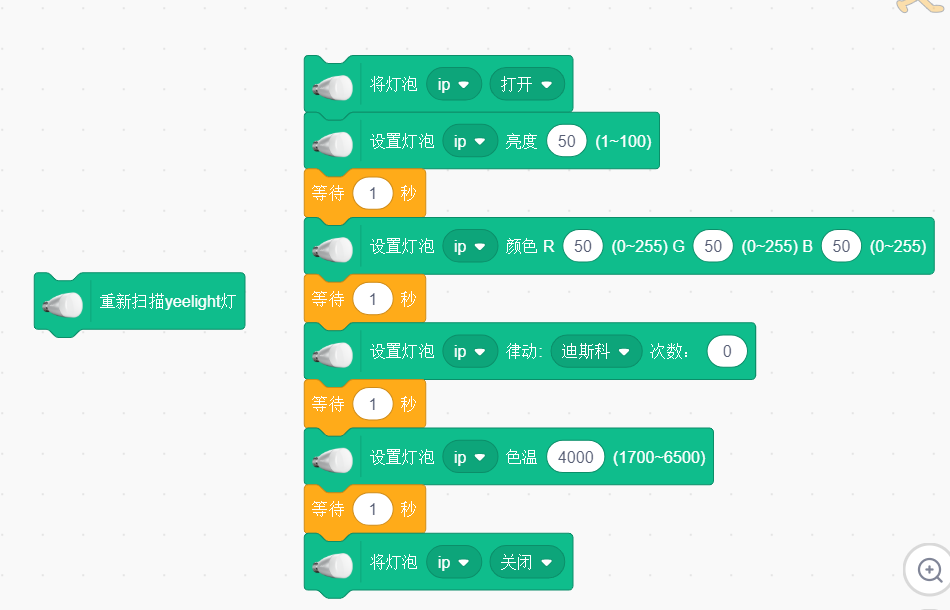 将灯泡 ip 打开
设置灯泡 ip 亮度 50 (1~100)
等待 1 秒
设置灯泡 ip 颜色 R 50 (0~255) G 50 (0~255) B 50 (0~255)
等待 1 秒
重新扫描yeelight灯
设置灯泡 ip 律动: 迪斯科 次数： 0
等待 1 秒
设置灯泡 ip 色温 4000 (1700~6500)
等待 1 秒
将灯泡 ip 关闭